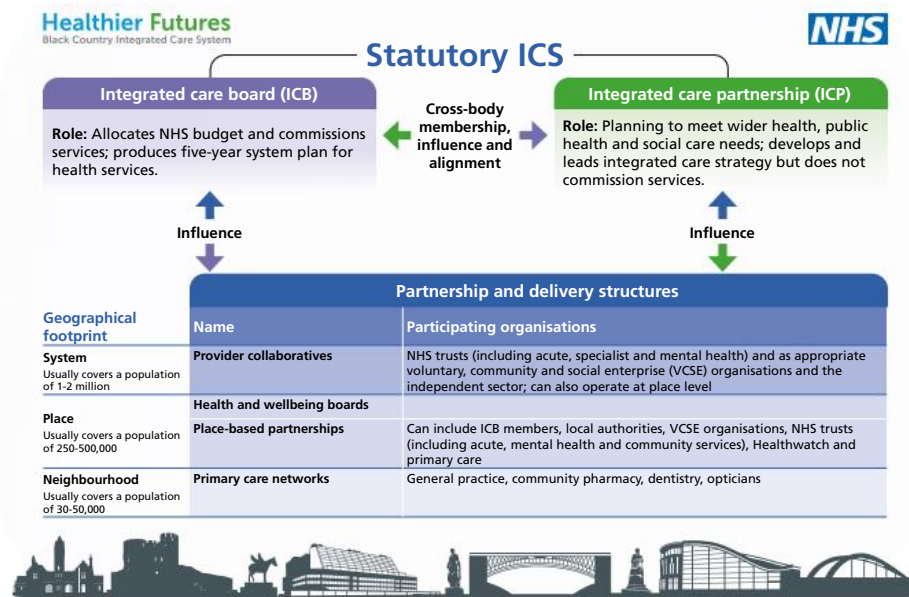 Healthier Futures
Black Country Integrated Care System
NHS
Statutory ICS
Integrated care board (ICB)
Role: Allocates NHS budget and commissions
services; produces five-year system plan for
health services.
Cross-body
membership,
influence and
alignment
Integrated care partnership (ICP)
Role: Planning to meet wider health, public
health and social care needs; develops and
leads integrated care strategy but does not
commission services.
Influence
Influence
Partnership and delivery structures
Geographical
footprint
Name
Participating organisations
System
Usually covers a population
of 1-2 million
Provider collaboratives
NHS trusts (including acute, specialist and mental health) and as appropriate
voluntary, community and social enterprise (VCSE) organisations and the
independent sector; can also operate at place level
Place
Usually covers a population
of 250-500,000
Health and wellbeing boards
Place-based partnerships
Can include ICB members, local authorities, VCSE organisations, NHS trusts
(including acute, mental health and community services), Healthwatch and
primary care
Neighbourhood
Usually covers a population
of 30-50,000
Primary care networks
General practice, community pharmacy, dentistry, opticians